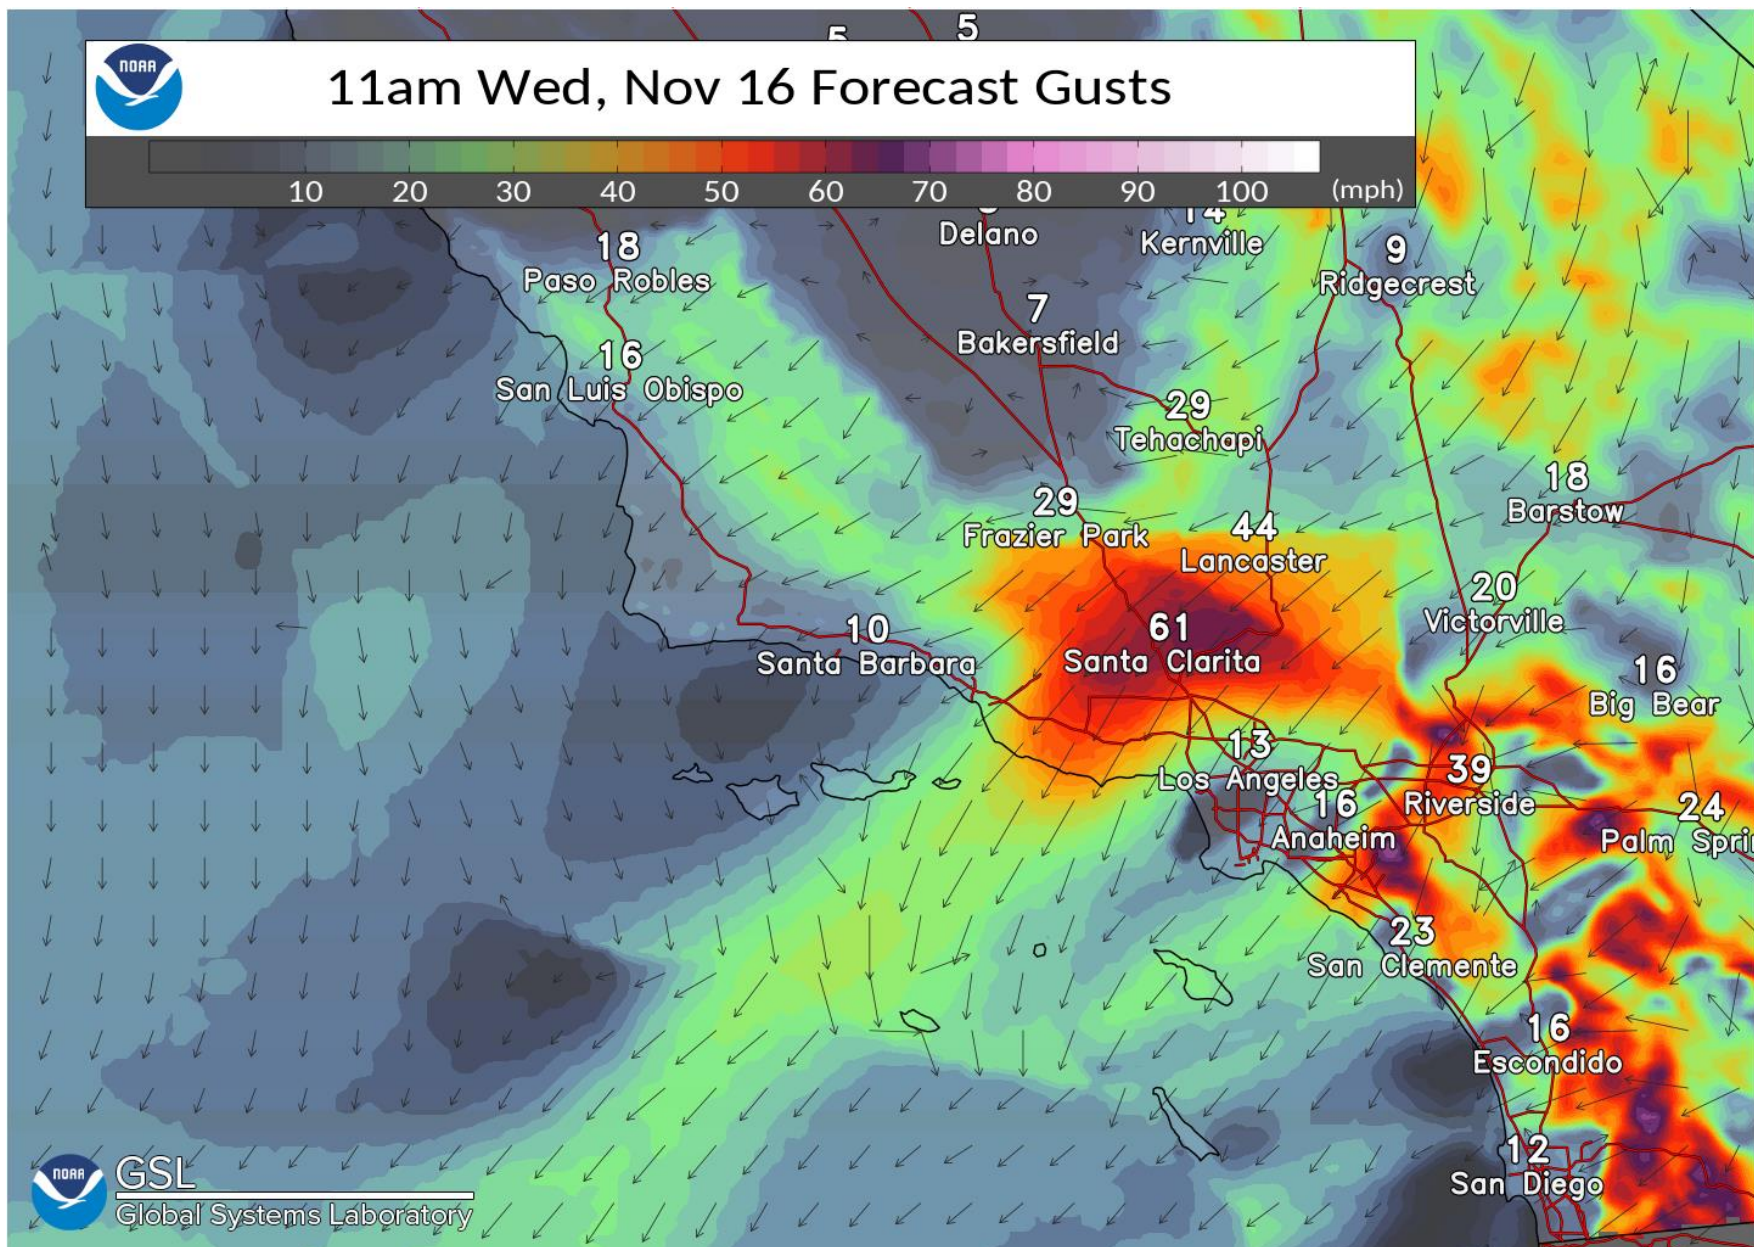 5
5
NOAA
11am Wed, Nov 16 Forecast Gusts
10 20 30 40 50 60 70 80 90 100 (mph)
14
Delano
Kernville
18
Paso Robles
9
Ridgecrest
7
Bakersfield
16
San Luis Obispo
29
Tehachapi
18
Barstow
29
Frazier Park
44
Lancaster
20
Victorville
10
Santa Barbara
61
Santa Clarita
16
Big Bear
13
Los Angeles
39
Riverside
16
Anaheim
24
Palm Spri
23
San Clemente
16
Escondido
12
San Diego
NOAA
GSL
Global Systems Laboratory